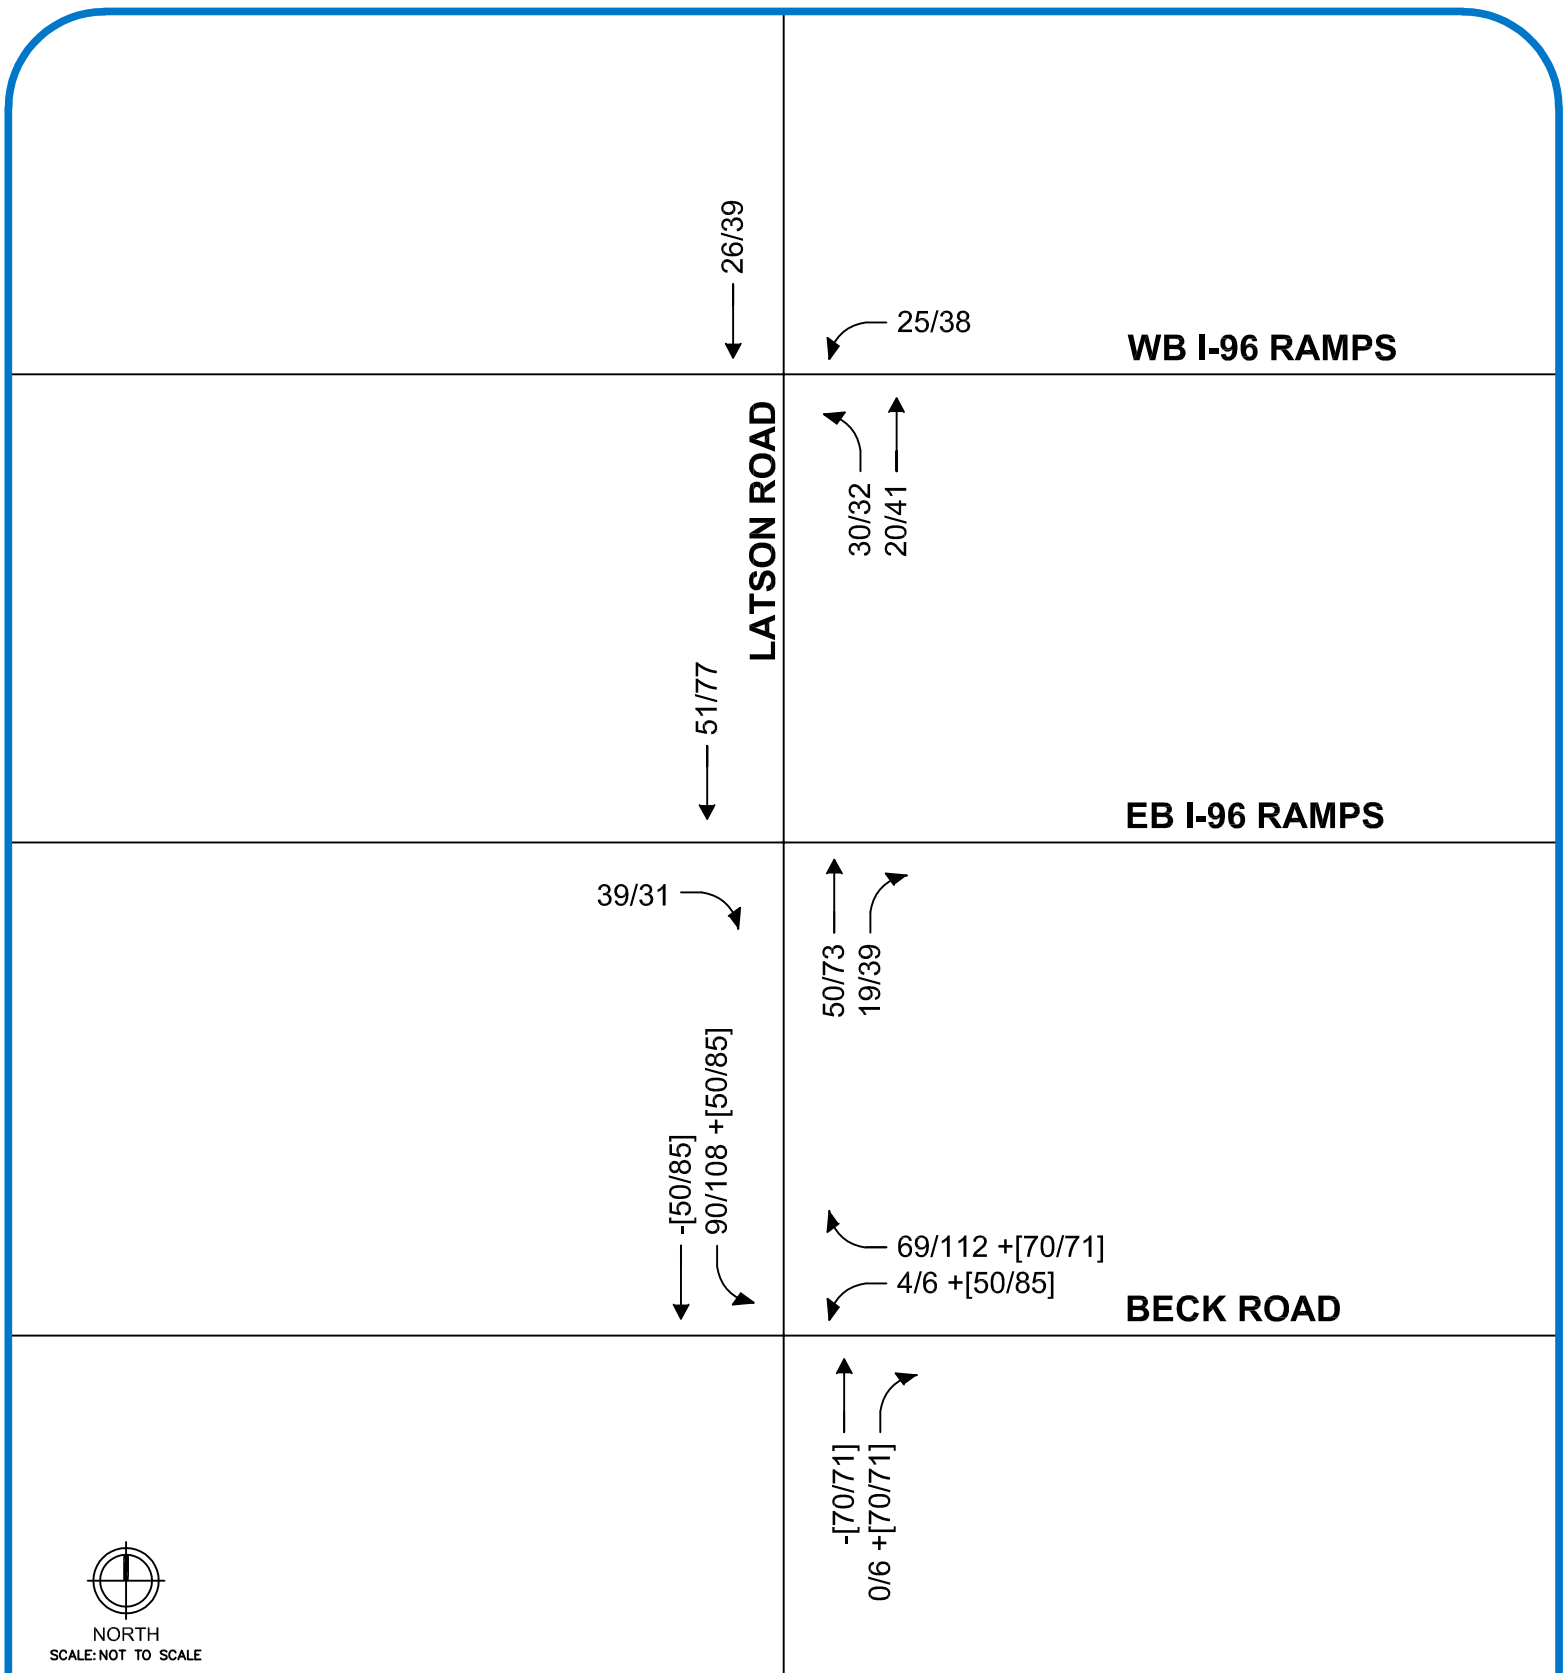 26/39
25/38
WB I-96 RAMPS
LATSON ROAD
30/32
20/41
51/77
EB I-96 RAMPS
39/31
50/73
19/39
-[50/85]
90/108 +[50/85]
69/112 +[70/71]
4/6 +[50/85]
BECK ROAD
-[70/71]
0/6 +[70/71]
NORTH
SCALE: NOT TO SCALE